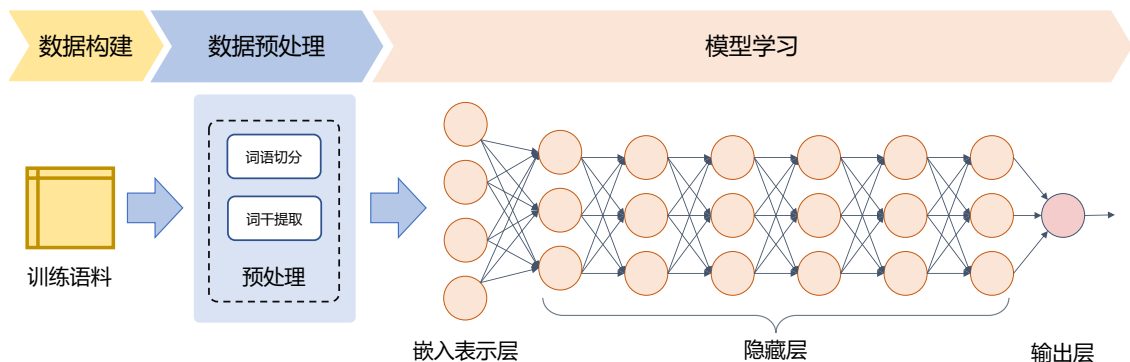 数据构建
数据预处理
模型学习
词语切分
词干提取
预处理
训练语料
嵌入表示层
隐藏层
输出层